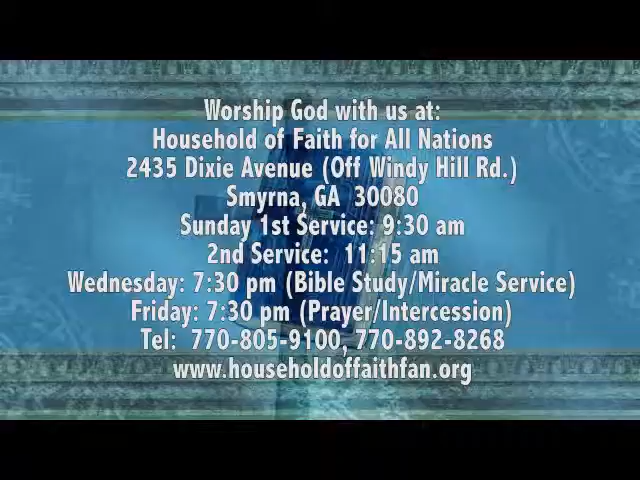 Worship God with us at:
Household of Faith for All Nations
2435 Dixie Avenue (Off Windy Hill Rd.)
Smyrna, GA  30080
Sunday 1st Service: 9:30 am
2nd Service:  11:15 am
Wednesday: 7:30 pm (Bible Study/Miracle Service)
Friday: 7:30 pm (Prayer/Intercession)
Tel:  770-805-9100, 770-892-8268
www.householdoffaithfan.org